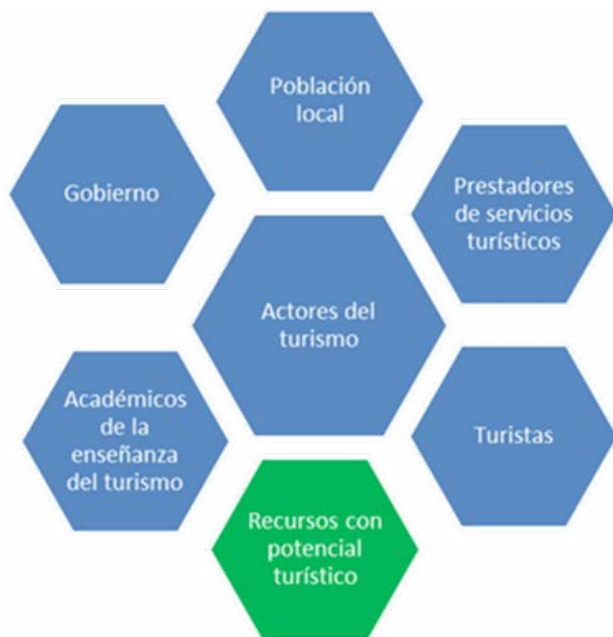 Población
local
Gobierno
Prestadores
de servicios
turísticos
Actores del
turismo
Académicos
de la
enseñanza
del turismo
Turistas
Recursos con
potencial
turístico